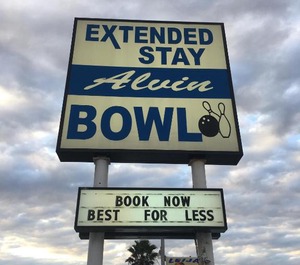 EXTENDED
STAY
Alvin
BOWL
BOOK NOW
BEST FOR LESS